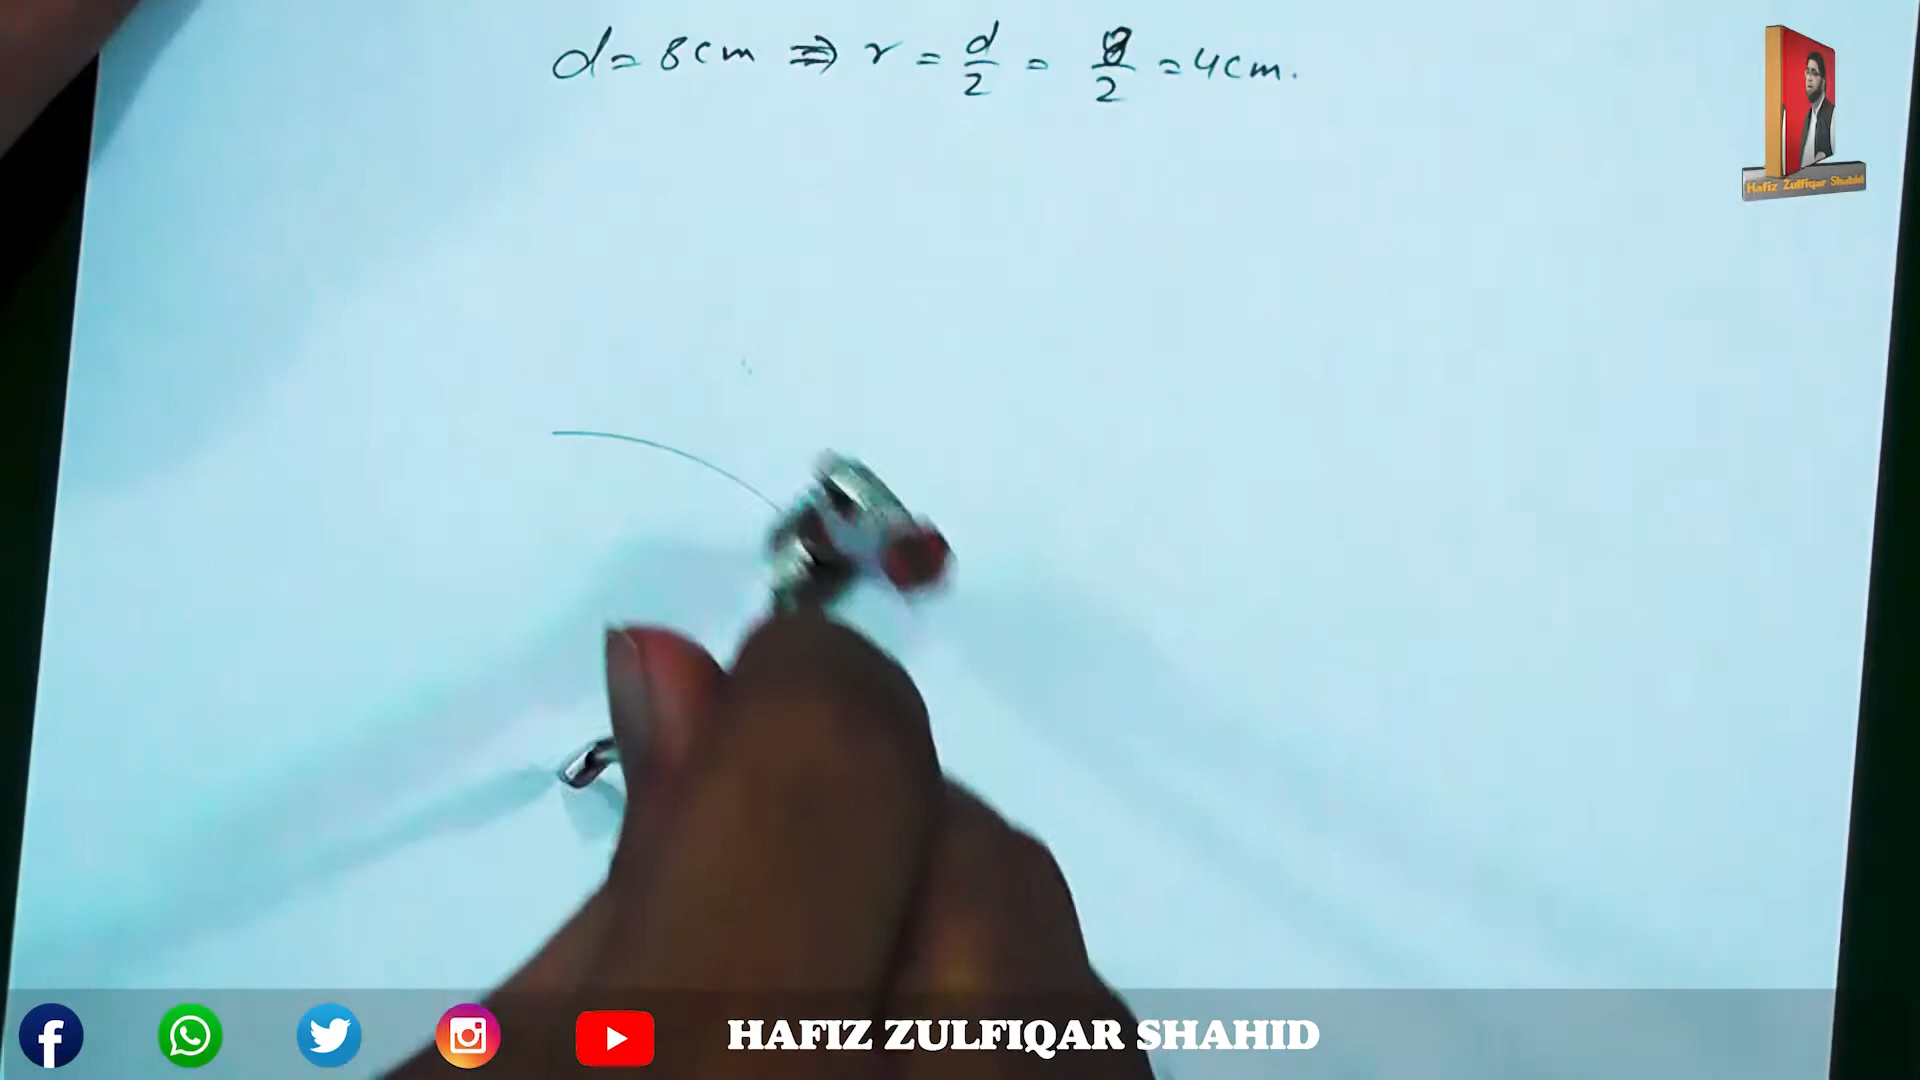 d = 8cm ⇒ r = d/2 = 8/2 = 4cm.
Hafiz Zulfiqar Shahid
HAFIZ ZULFIQAR SHAHID